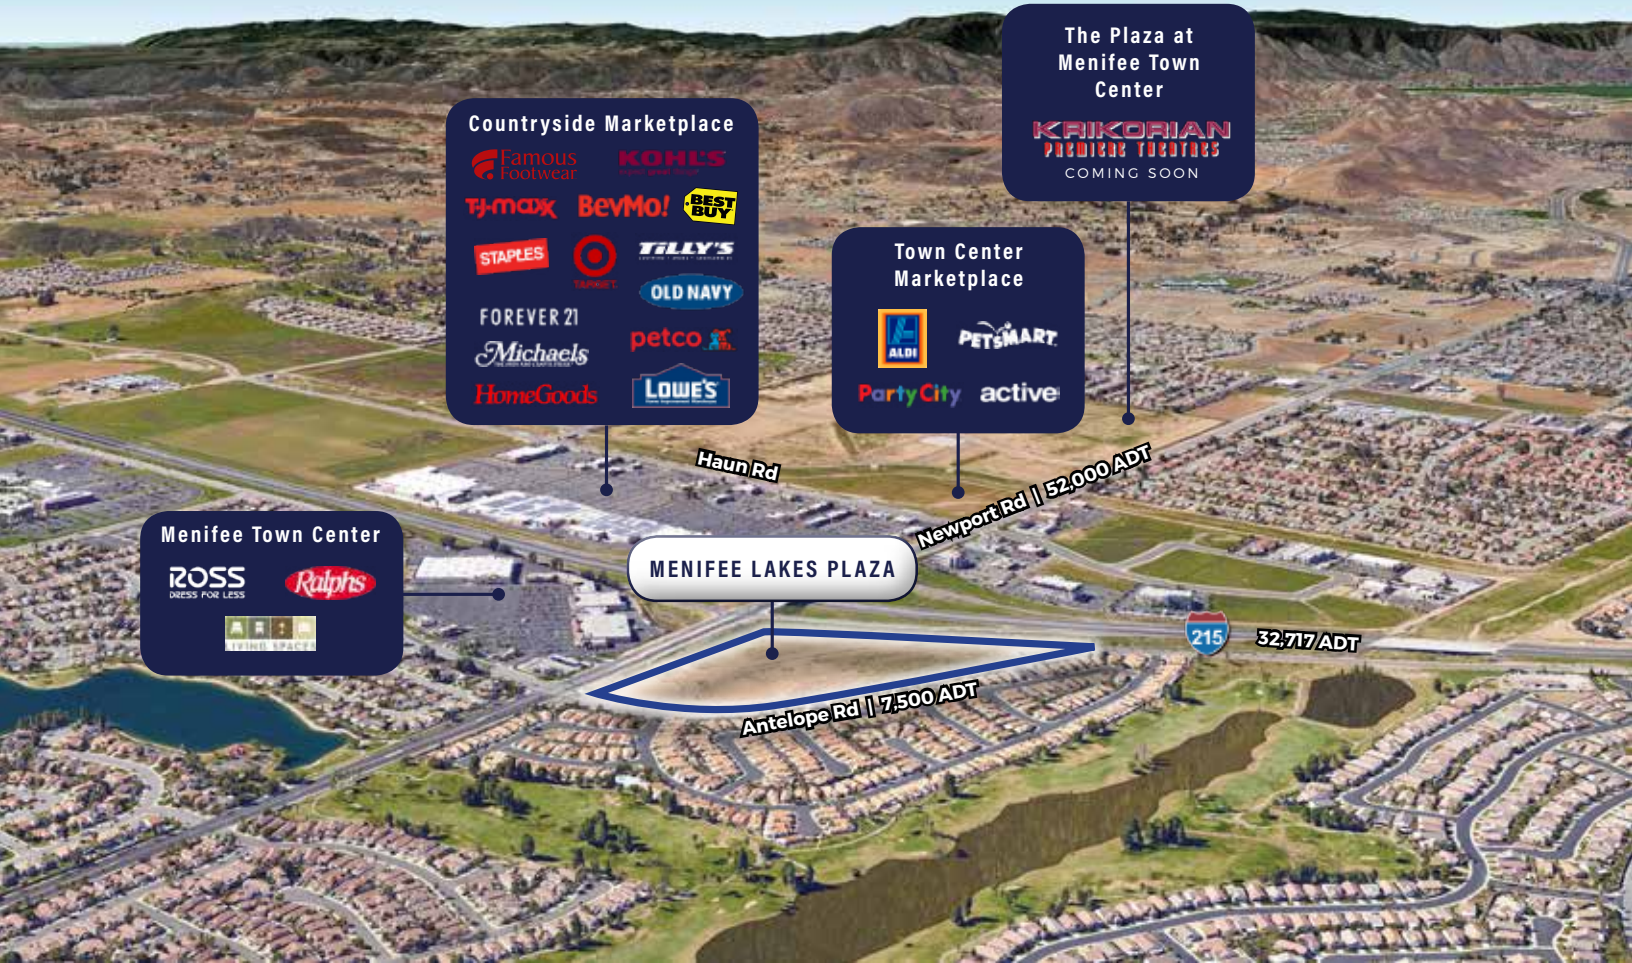 The Plaza at
Menifee Town
Center
KRIKORIAN
PREMIERE THEATRES
COMING SOON
Countryside Marketplace
Famous
Footwear
KOHL'S
T·J·maxx
BevMo!
BEST
BUY
STAPLES
TARGET
TILLY'S
OLD NAVY
FOREVER 21
Michaels
petco
HomeGoods
LOWE'S
Town Center
Marketplace
ALDI
PETSMART
Party City
active
Haun Rd
Newport Rd | 52,000 ADT
Menifee Town Center
ROSS
DRESS FOR LESS
Ralphs
LIVING SPACES
MENIFEE LAKES PLAZA
215
32,717 ADT
Antelope Rd | 7,500 ADT